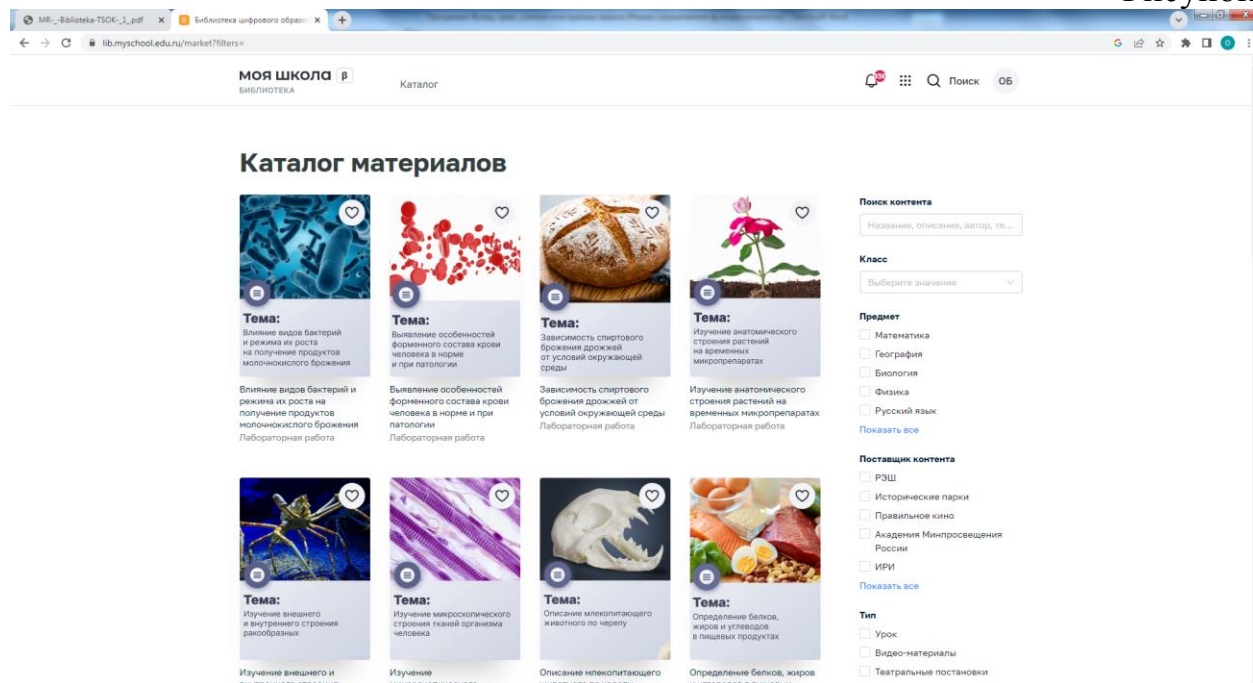 MR-_-Biblioteka-TSOK-_1_.pdf
Библиотека цифрового образо
lib.myschool.edu.ru/market?filters=
МОЯ ШКОЛА β
БИБЛИОТЕКА
Каталог
Поиск
ОБ
Каталог материалов
Тема:
Влияние видов бактерий
и режима их роста
на получение продуктов
молочнокислого брожения
Влияние видов бактерий и
режима их роста на
получение продуктов
молочнокислого брожения
Лабораторная работа
Тема:
Выявление особенностей
форменного состава крови
человека в норме
и при патологии
Выявление особенностей
форменного состава крови
человека в норме и при
патологии
Лабораторная работа
Тема:
Зависимость спиртового
брожения дрожжей
от условий окружающей
среды
Зависимость спиртового
брожения дрожжей от
условий окружающей среды
Лабораторная работа
Тема:
Изучение анатомического
строения растений
на временных
микропрепаратах
Изучение анатомического
строения растений на
временных микропрепаратах
Лабораторная работа
Тема:
Изучение внешнего
и внутреннего строения
ракообразных
Изучение внешнего и
Тема:
Изучение микроскопического
строения тканей организма
человека
Изучение
Тема:
Описание млекопитающего
животного по черепу
Описание млекопитающего
Тема:
Определение белков,
жиров и углеводов
в пищевых продуктах
Определение белков, жиров
Поиск контента
Название, описание, автор, те...
Класс
Выберите значение
Предмет
Математика
География
Биология
Физика
Русский язык
Показать все
Поставщик контента
РЭШ
Исторические парки
Правильное кино
Академия Минпросвещения
России
ИРИ
Показать все
Тип
Урок
Видео-материалы
Театральные постановки